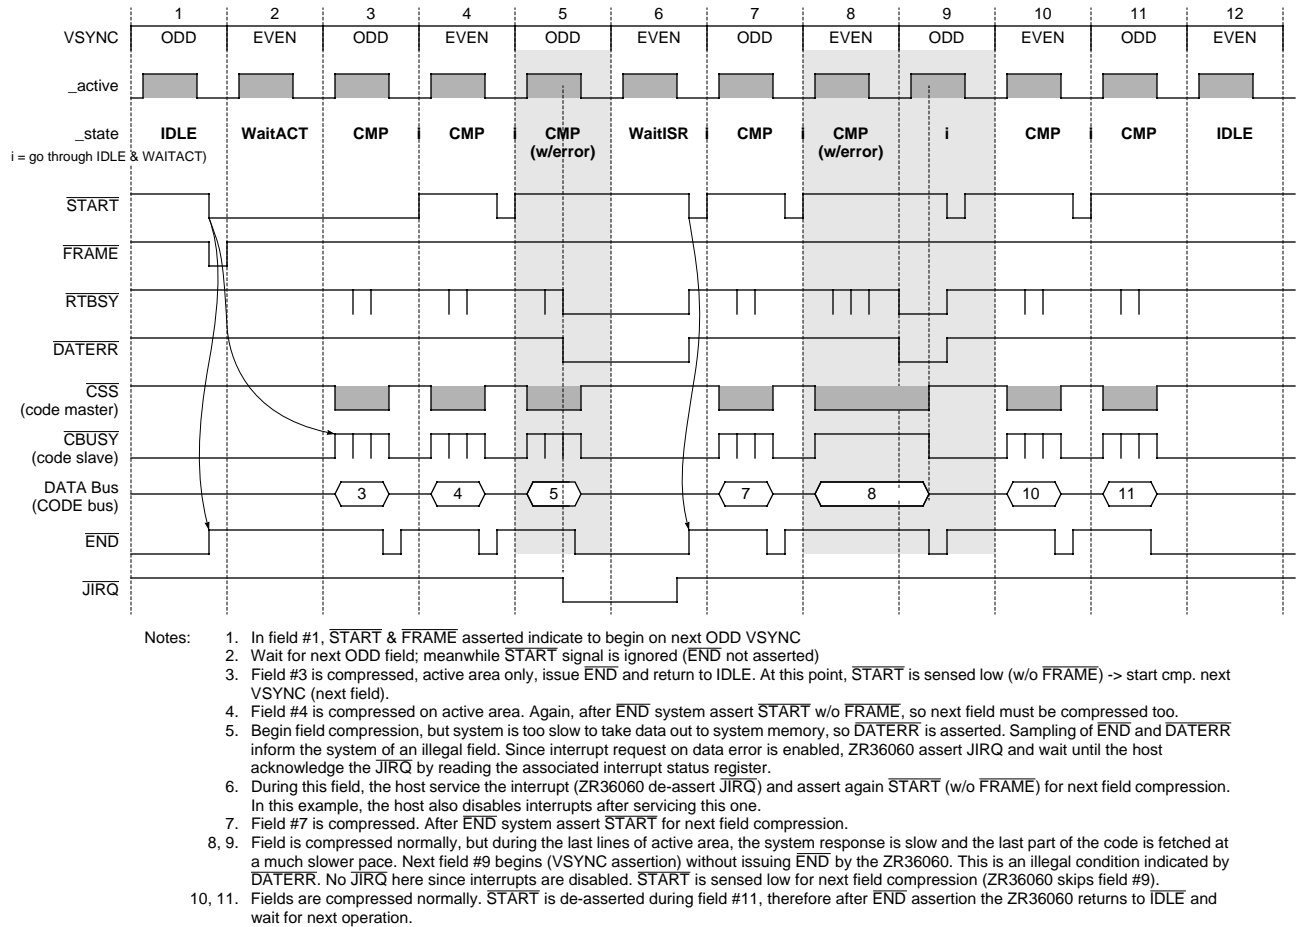 1 2 3 4 5 6 7 8 9 10 11 12
VSYNC ODD EVEN ODD EVEN ODD EVEN ODD EVEN ODD EVEN ODD EVEN
_active
_state IDLE WaitACT CMP i CMP i CMP (w/error) WaitISR i CMP i CMP (w/error) i CMP i CMP IDLE
i = go through IDLE & WAITACT)
START
FRAME
RTBSY
DATERR
CSS
(code master)
CBUSY
(code slave)
DATA Bus
(CODE bus)
3 4 5 7 8 10 11
END
JIRQ
Notes: 1. In field #1, START & FRAME asserted indicate to begin on next ODD VSYNC
2. Wait for next ODD field; meanwhile START signal is ignored (END not asserted)
3. Field #3 is compressed, active area only, issue END and return to IDLE. At this point, START is sensed low (w/o FRAME) -> start cmp. next
VSYNC (next field).
4. Field #4 is compressed on active area. Again, after END system assert START w/o FRAME, so next field must be compressed too.
5. Begin field compression, but system is too slow to take data out to system memory, so DATERR is asserted. Sampling of END and DATERR
inform the system of an illegal field. Since interrupt request on data error is enabled, ZR36060 assert JIRQ and wait until the host
acknowledge the JIRQ by reading the associated interrupt status register.
6. During this field, the host service the interrupt (ZR36060 de-assert JIRQ) and assert again START (w/o FRAME) for next field compression.
In this example, the host also disables interrupts after servicing this one.
7. Field #7 is compressed. After END system assert START for next field compression.
8, 9. Field is compressed normally, but during the last lines of active area, the system response is slow and the last part of the code is fetched at
a much slower pace. Next field #9 begins (VSYNC assertion) without issuing END by the ZR36060. This is an illegal condition indicated by
DATERR. No JIRQ here since interrupts are disabled. START is sensed low for next field compression (ZR36060 skips field #9).
10, 11. Fields are compressed normally. START is de-asserted during field #11, therefore after END assertion the ZR36060 returns to IDLE and
wait for next operation.